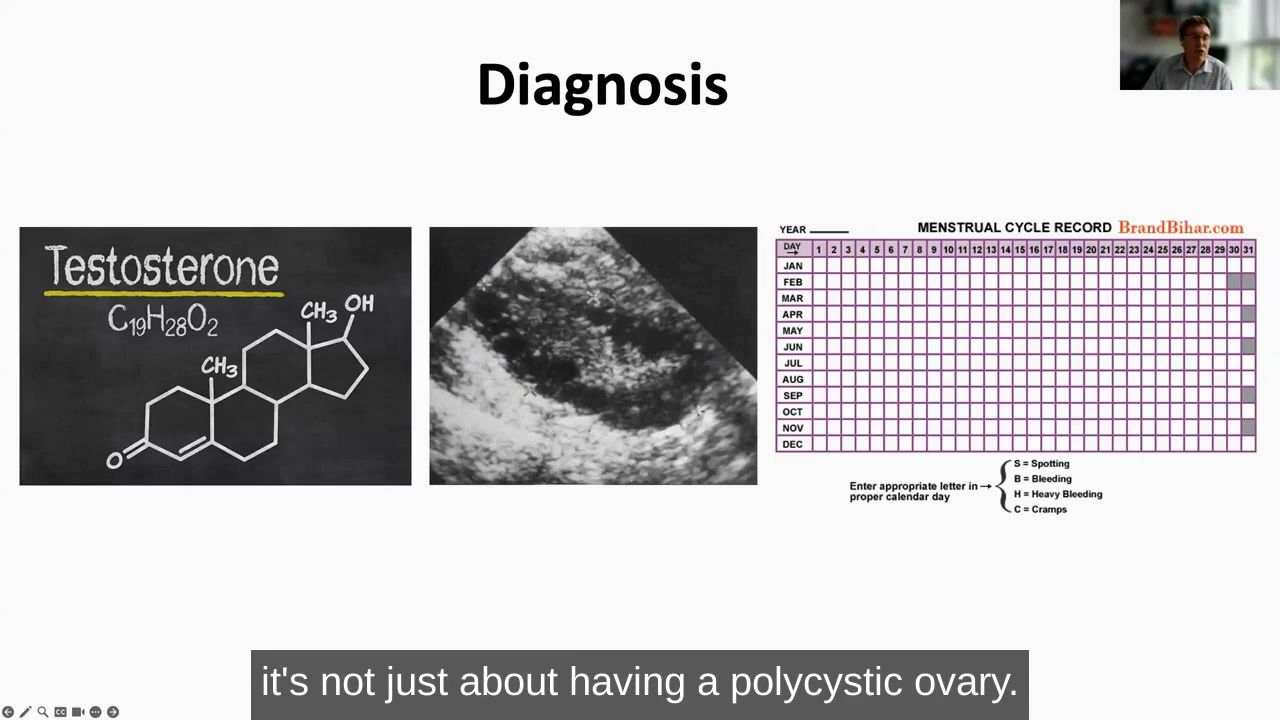 Diagnosis
Testosterone
C19H28O2
CH3
OH
CH3
O
YEAR
MENSTRUAL CYCLE RECORD BrandBihar.com
DAY 1 2 3 4 5 6 7 8 9 10 11 12 13 14 15 16 17 18 19 20 21 22 23 24 25 26 27 28 29 30 31
JAN
FEB
MAR
APR
MAY
JUN
JUL
AUG
SEP
OCT
NOV
DEC
Enter appropriate letter in
proper calendar day
S = Spotting
B = Bleeding
H = Heavy Bleeding
C = Cramps
it's not just about having a polycystic ovary.
CC